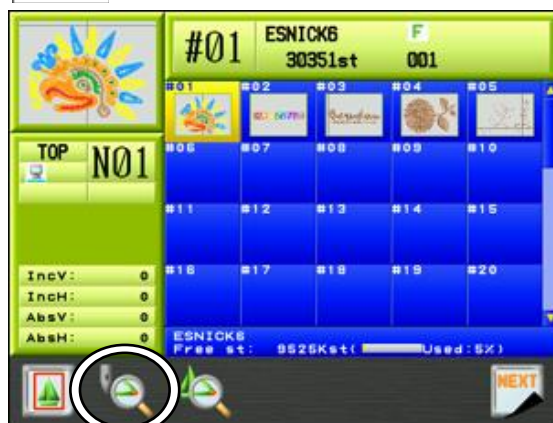 #01
ESNICK6
30351st
F
001
#01 #02 #03 #04 #05
TOP
N01
#06 #07 #08 #09 #10
#11 #12 #13 #14 #15
#16 #17 #18 #19 #20
IncV: 0
IncH: 0
AbsV: 0
AbsH: 0
ESNICK6
Free st: 9525Kst( Used:5%)
NEXT